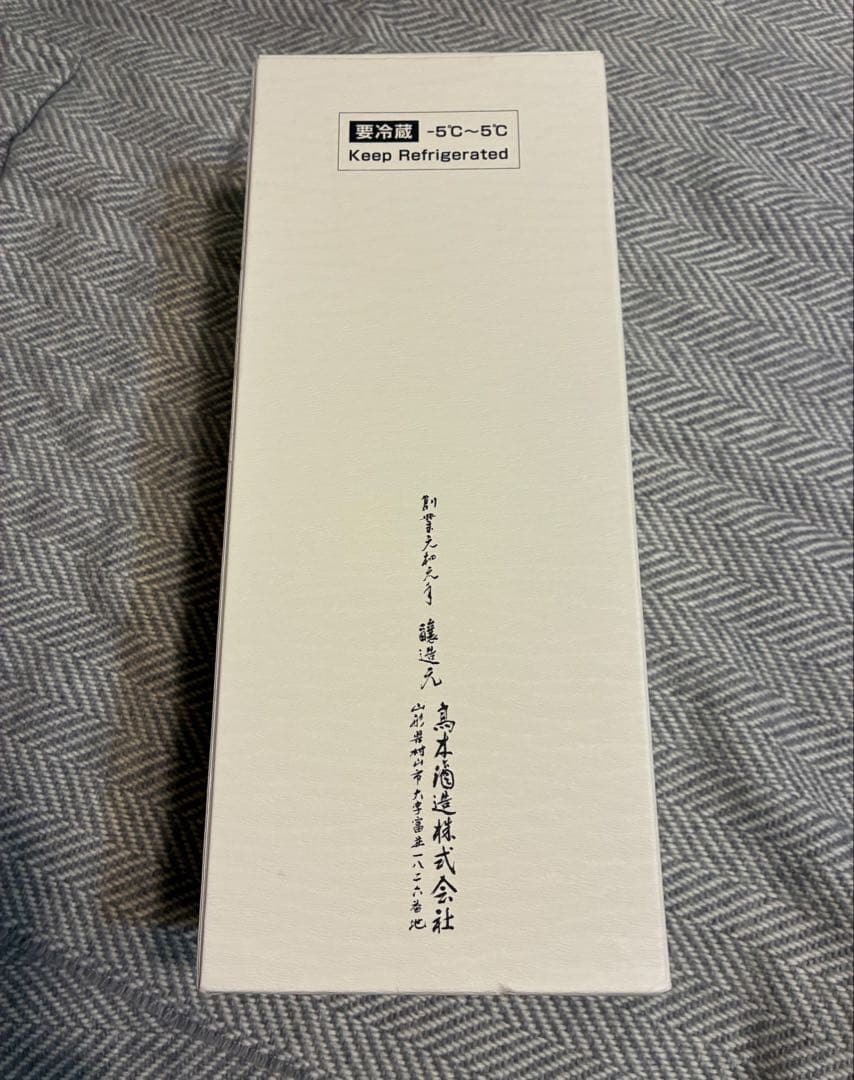 要冷蔵 -5℃～5℃
Keep Refrigerated
創業元和元年 醸造元
高木酒造株式会社
山形県村山市大字富並一八二六番地